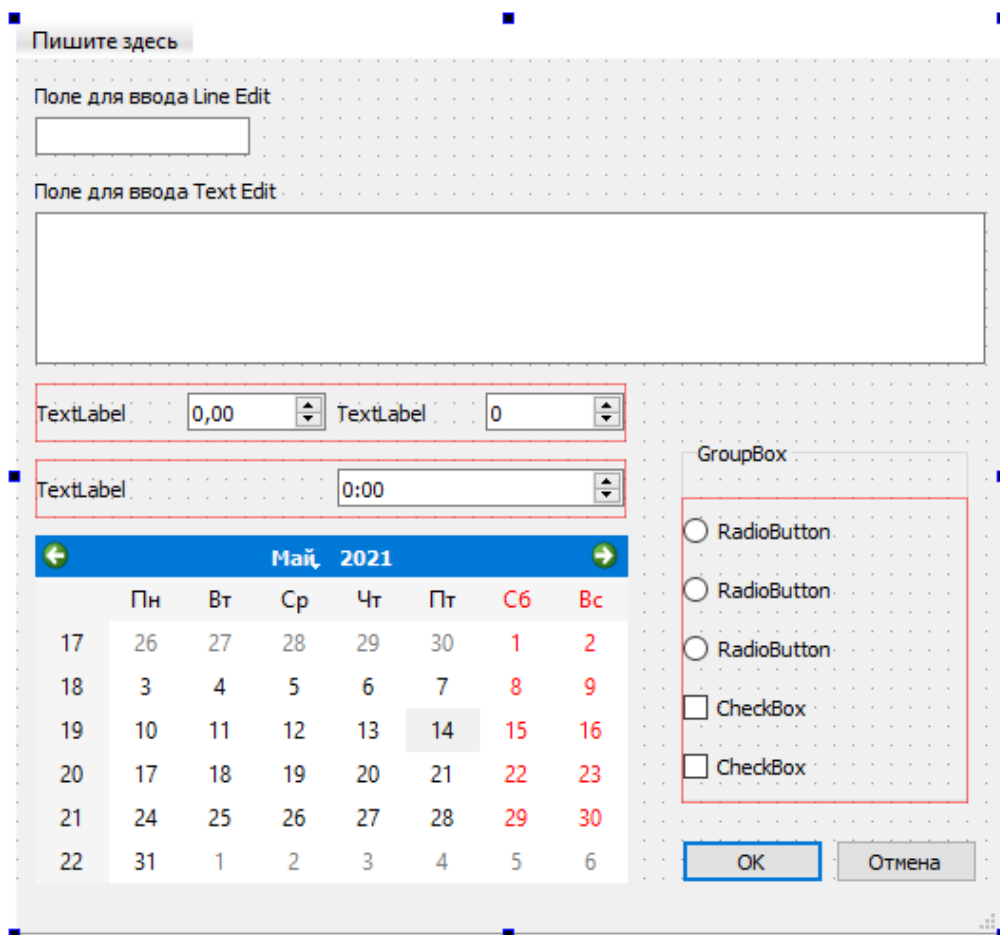 Пишите здесь
Поле для ввода Line Edit
Поле для ввода Text Edit
TextLabel 0,00 TextLabel 0
TextLabel 0:00
Май, 2021
Пн Вт Ср Чт Пт Сб Вс
17 26 27 28 29 30 1 2
18 3 4 5 6 7 8 9
19 10 11 12 13 14 15 16
20 17 18 19 20 21 22 23
21 24 25 26 27 28 29 30
22 31 1 2 3 4 5 6
GroupBox
RadioButton
RadioButton
RadioButton
CheckBox
CheckBox
OK Отмена